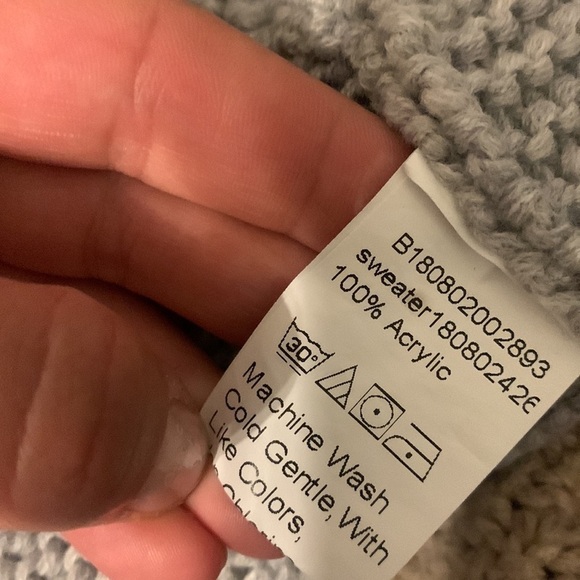 B180802002893
sweater180802426
100% Acrylic
30°
Machine Wash
Cold Gentle, With
Like Colors,